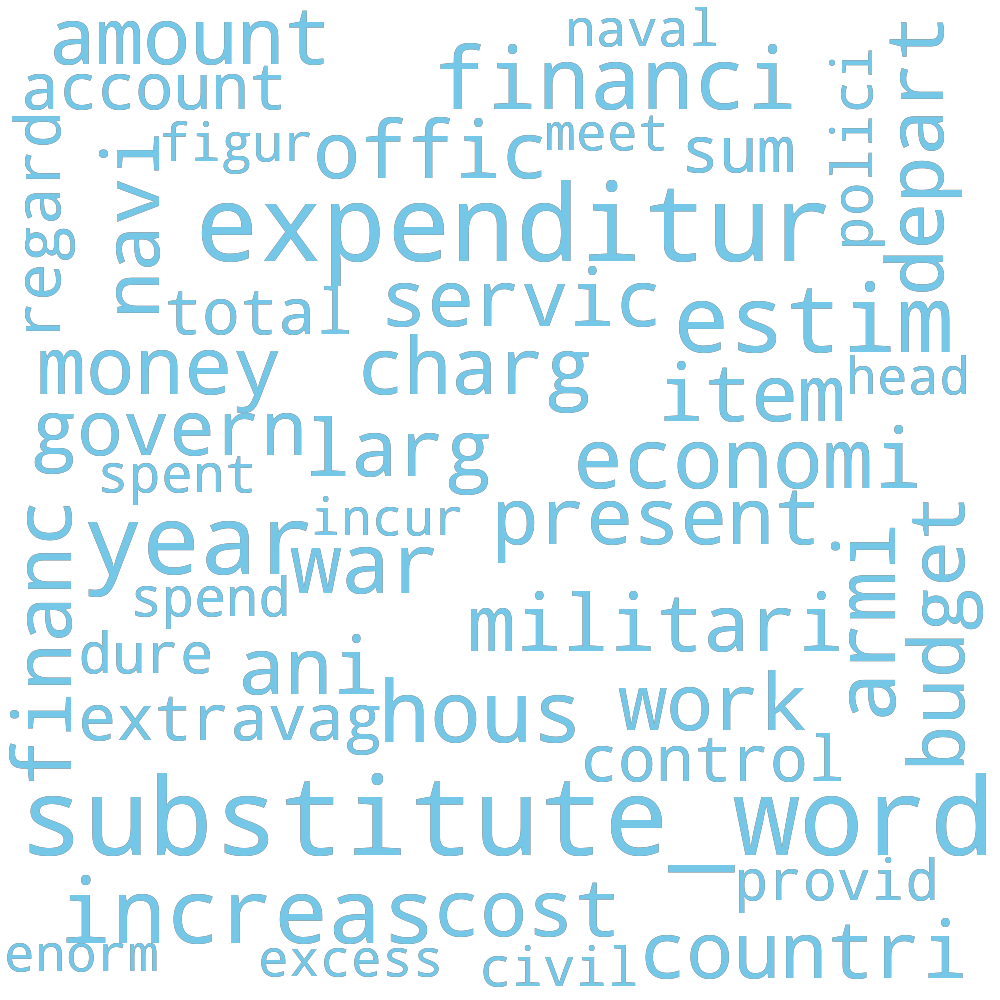 amount
naval
account
financi
depart
regard
navi
figur
offic
meet
sum
polici
expenditur
total
servic
estim
money
charg
item
head
govern
larg
economi
spent
financ
year
incur
war
present
spend
militari
armi
budget
dure
ani
extravag
hous
work
control
substitute_word
provid
increas
cost
enorm
excess
civil
countri